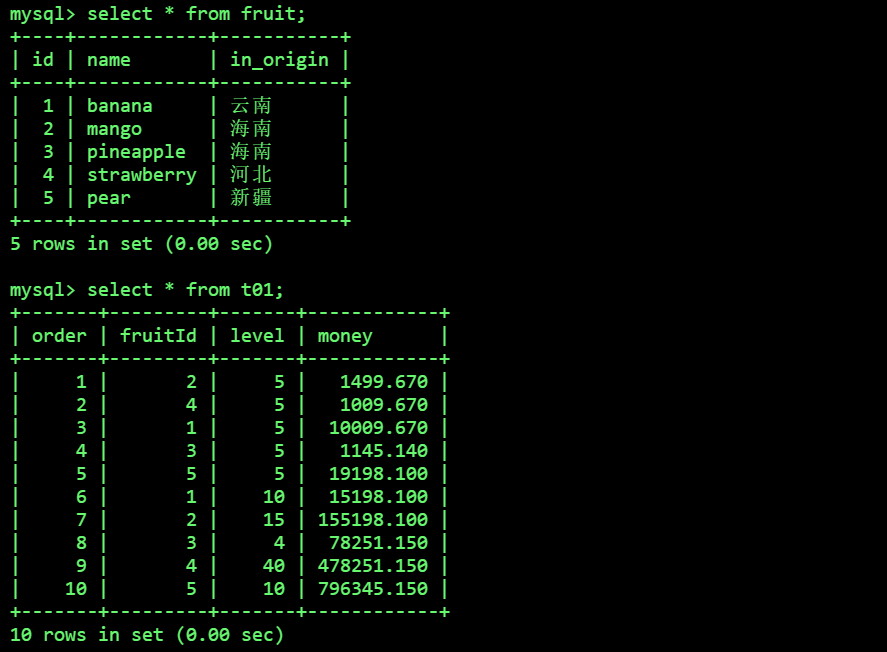 mysql> select * from fruit;
+----+------------+-----------+
| id | name       | in_origin |
+----+------------+-----------+
|  1 | banana     | 云南      |
|  2 | mango      | 海南      |
|  3 | pineapple  | 海南      |
|  4 | strawberry | 河北      |
|  5 | pear       | 新疆      |
+----+------------+-----------+
5 rows in set (0.00 sec)

mysql> select * from t01;
+-------+---------+-------+------------+
| order | fruitId | level | money      |
+-------+---------+-------+------------+
|     1 |       2 |     5 |   1499.670 |
|     2 |       4 |     5 |   1009.670 |
|     3 |       1 |     5 |  10009.670 |
|     4 |       3 |     5 |   1145.140 |
|     5 |       5 |     5 |  19198.100 |
|     6 |       1 |    10 |  15198.100 |
|     7 |       2 |    15 | 155198.100 |
|     8 |       3 |     4 |  78251.150 |
|     9 |       4 |    40 | 478251.150 |
|    10 |       5 |    10 | 796345.150 |
+-------+---------+-------+------------+
10 rows in set (0.00 sec)